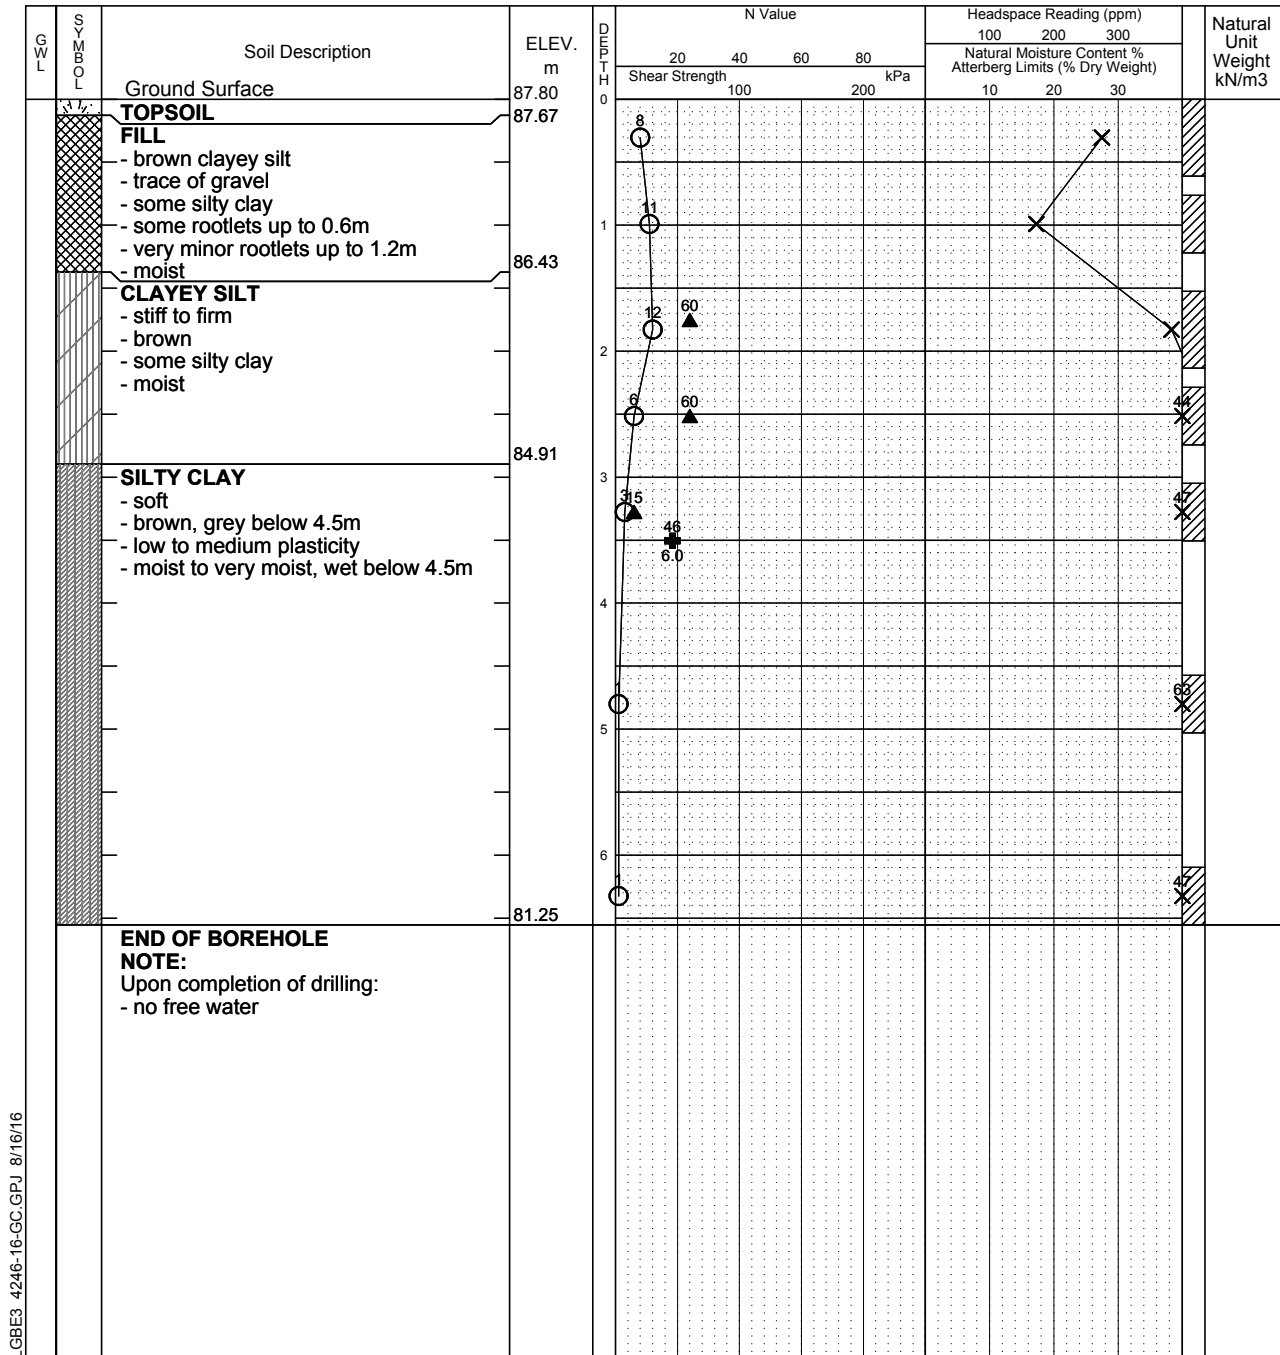 GWL
SYMBOL
Soil Description
Ground Surface
ELEV.
m
87.80
DEPTH
N Value
20 40 60 80
Shear Strength kPa
100 200
Headspace Reading (ppm)
100 200 300
Natural Moisture Content %
Atterberg Limits (% Dry Weight)
10 20 30
Natural
Unit
Weight
kN/m3
0
TOPSOIL
87.67
FILL
- brown clayey silt
- trace of gravel
- some silty clay
- some rootlets up to 0.6m
- very minor rootlets up to 1.2m
- moist
86.43
CLAYEY SILT
- stiff to firm
- brown
- some silty clay
- moist
84.91
SILTY CLAY
- soft
- brown, grey below 4.5m
- low to medium plasticity
- moist to very moist, wet below 4.5m
81.25
END OF BOREHOLE
NOTE:
Upon completion of drilling:
- no free water
8
11
1
12
60
2
6
60
44
3
3
15
47
46
6.0
4
1
63
5
6
1
47
LGBE3 4246-16-GC.GPJ 8/16/16